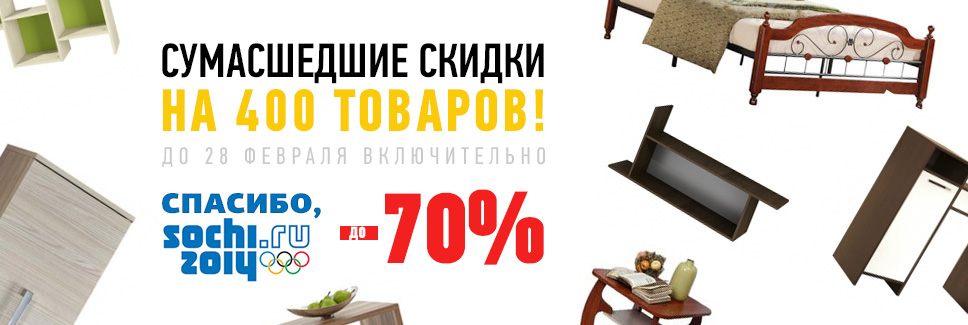 СУМАСШЕДШИЕ СКИДКИ
НА 400 ТОВАРОВ!
ДО 28 ФЕВРАЛЯ ВКЛЮЧИТЕЛЬНО
СПАСИБО,
sochi.ru
2014
до -70%